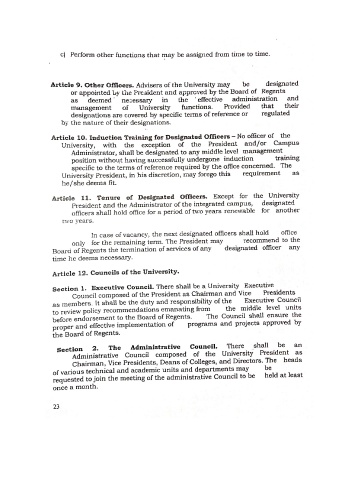 c) Perform other functions that may be assigned from time to time.
Article 9. Other Officers. Advisers of the University may be designated
or appointed by the President and approved by the Board of Regents
as deemed necessary in the effective administration and
management of University functions. Provided that their
designations are covered by specific terms of reference or regulated
by the nature of their designations.
Article 10. Induction Training for Designated Officers – No officer of the
University, with the exception of the President and/or Campus
Administrator, shall be designated to any middle level management
position without having successfully undergone induction training
specific to the terms of reference required by the office concerned. The
University President, in his discretion, may forego this requirement as
he/she deems fit.
Article 11. Tenure of Designated Officers. Except for the University
President and the Administrator of the integrated campus, designated
officers shall hold office for a period of two years renewable for another
two years.
In case of vacancy, the next designated officers shall hold office
only for the remaining term. The President may recommend to the
Board of Regents the termination of services of any designated officer any
time he deems necessary.
Article 12. Councils of the University.
Section 1. Executive Council. There shall be a University Executive
Council composed of the President as Chairman and Vice Presidents
as members. It shall be the duty and responsibility of the Executive Council
to review policy recommendations emanating from the middle level units
before endorsement to the Board of Regents. The Council shall ensure the
proper and effective implementation of programs and projects approved by
the Board of Regents.
Section 2. The Administrative Council. There shall be an
Administrative Council composed of the University President as
Chairman, Vice Presidents, Deans of Colleges, and Directors. The heads
of various technical and academic units and departments may be
requested to join the meeting of the administrative Council to be held at least
once a month.
23